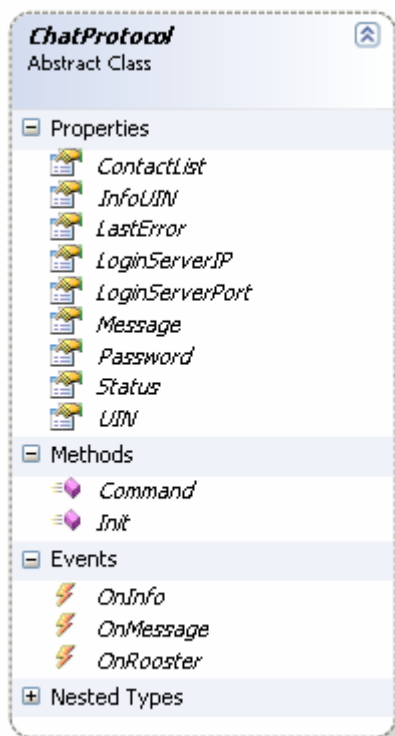 ChatProtocol
Abstract Class
Properties
ContactList
InfoUIN
LastError
LoginServerIP
LoginServerPort
Message
Password
Status
UIN
Methods
Command
Init
Events
OnInfo
OnMessage
OnRooster
Nested Types